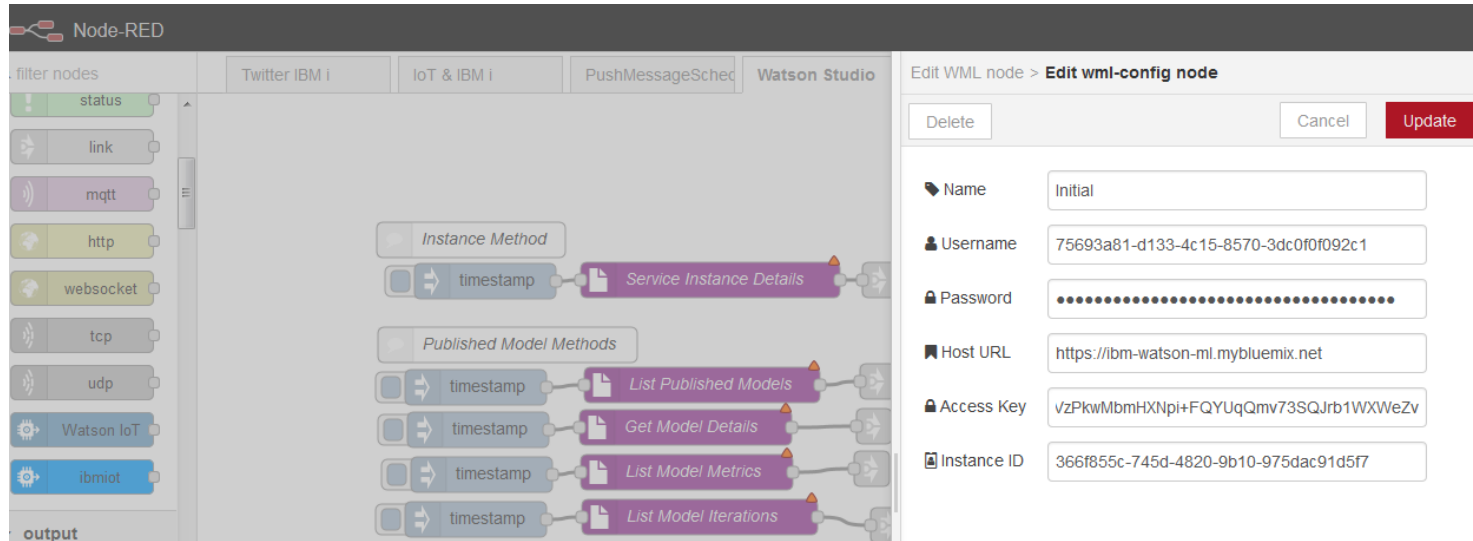 Node-RED
filter nodes
Twitter IBM i
IoT & IBM i
PushMessageSched
Watson Studio
status
link
mqtt
http
websocket
tcp
udp
Watson IoT
ibmiot
output
Instance Method
timestamp
Service Instance Details
Published Model Methods
timestamp
List Published Models
timestamp
Get Model Details
timestamp
List Model Metrics
timestamp
List Model Iterations
Edit WML node > Edit wml-config node
Delete
Cancel
Update
Name
Initial
Username
75693a81-d133-4c15-8570-3dc0f0f092c1
Password
Host URL
https://ibm-watson-ml.mybluemix.net
Access Key
VzPkwMbmHXNpi+FQYUqQmv73SQJrb1WXWeZv
Instance ID
366f855c-745d-4820-9b10-975dac91d5f7